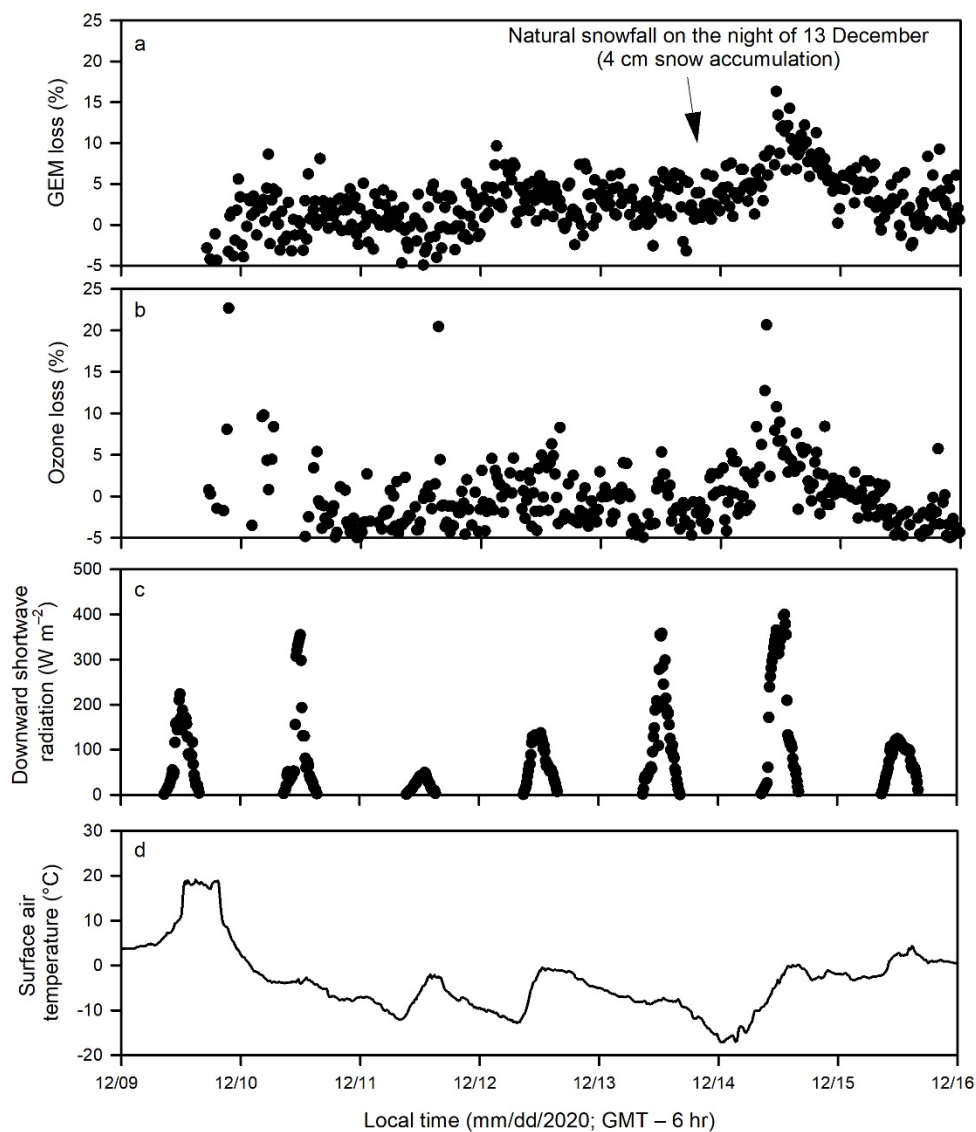 a
Natural snowfall on the night of 13 December
(4 cm snow accumulation)
GEM loss (%)
25
20
15
10
5
0
-5
b
Ozone loss (%)
25
20
15
10
5
0
-5
c
Downward shortwave
radiation (W m⁻²)
500
400
300
200
100
0
d
Surface air
temperature (°C)
30
20
10
0
-10
-20
12/09 12/10 12/11 12/12 12/13 12/14 12/15 12/16
Local time (mm/dd/2020; GMT – 6 hr)